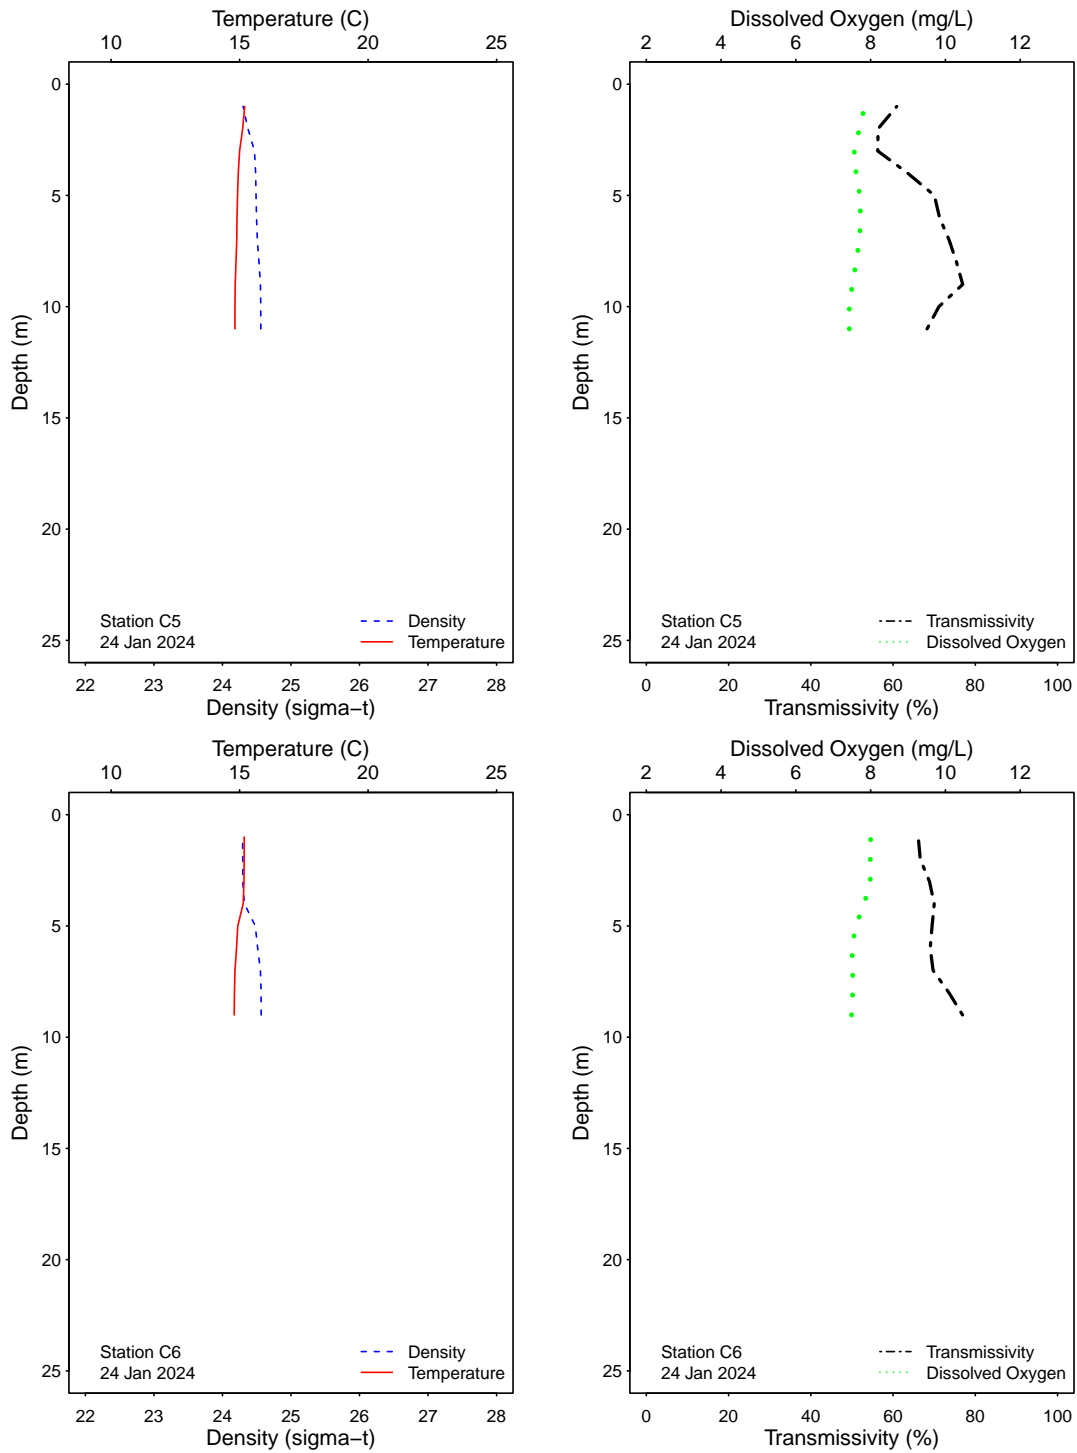 Temperature (C)
10 15 20 25
0
5
10
15
20
25
Depth (m)
Station C5
24 Jan 2024
Density
Temperature
22 23 24 25 26 27 28
Density (sigma−t)
Dissolved Oxygen (mg/L)
2 4 6 8 10 12
0
5
10
15
20
25
Depth (m)
Station C5
24 Jan 2024
Transmissivity
Dissolved Oxygen
0 20 40 60 80 100
Transmissivity (%)
Temperature (C)
10 15 20 25
0
5
10
15
20
25
Depth (m)
Station C6
24 Jan 2024
Density
Temperature
22 23 24 25 26 27 28
Density (sigma−t)
Dissolved Oxygen (mg/L)
2 4 6 8 10 12
0
5
10
15
20
25
Depth (m)
Station C6
24 Jan 2024
Transmissivity
Dissolved Oxygen
0 20 40 60 80 100
Transmissivity (%)